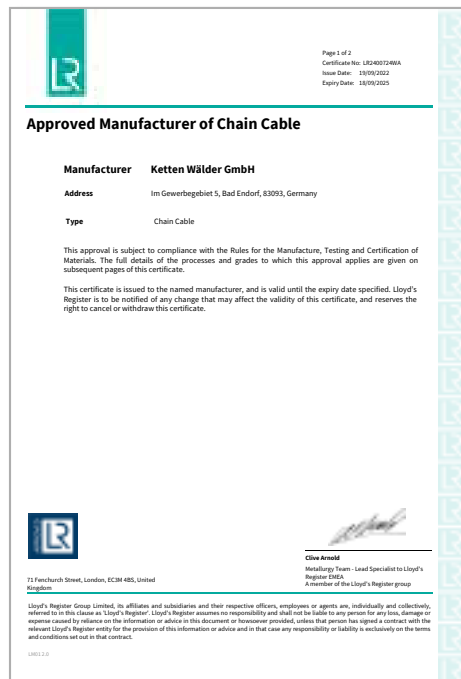 LR
Page 1 of 2
Certificate No: LR2400724WA
Issue Date: 19/09/2022
Expiry Date: 18/09/2025
Approved Manufacturer of Chain Cable
Manufacturer Ketten Wälder GmbH
Address Im Gewerbegebiet 5, Bad Endorf, 83093, Germany
Type Chain Cable
This approval is subject to compliance with the Rules for the Manufacture, Testing and Certification of
Materials. The full details of the processes and grades to which this approval applies are given on
subsequent pages of this certificate.
This certificate is issued to the named manufacturer, and is valid until the expiry date specified. Lloyd's
Register is to be notified of any change that may affect the validity of this certificate, and reserves the
right to cancel or withdraw this certificate.
LR
Clive Arnold
Metallurgy Team - Lead Specialist to Lloyd's
Register EMEA
A member of the Lloyd's Register group
71 Fenchurch Street, London, EC3M 4BS, United
Kingdom
Lloyd's Register Group Limited, its affiliates and subsidiaries and their respective officers, employees or agents are, individually and collectively,
referred to in this clause as 'Lloyd's Register'. Lloyd's Register assumes no responsibility and shall not be liable to any person for any loss, damage or
expense caused by reliance on the information or advice in this document or howsoever provided, unless that person has signed a contract with the
relevant Lloyd's Register entity for the provision of this information or advice and in that case any responsibility or liability is exclusively on the terms
and conditions set out in that contract.